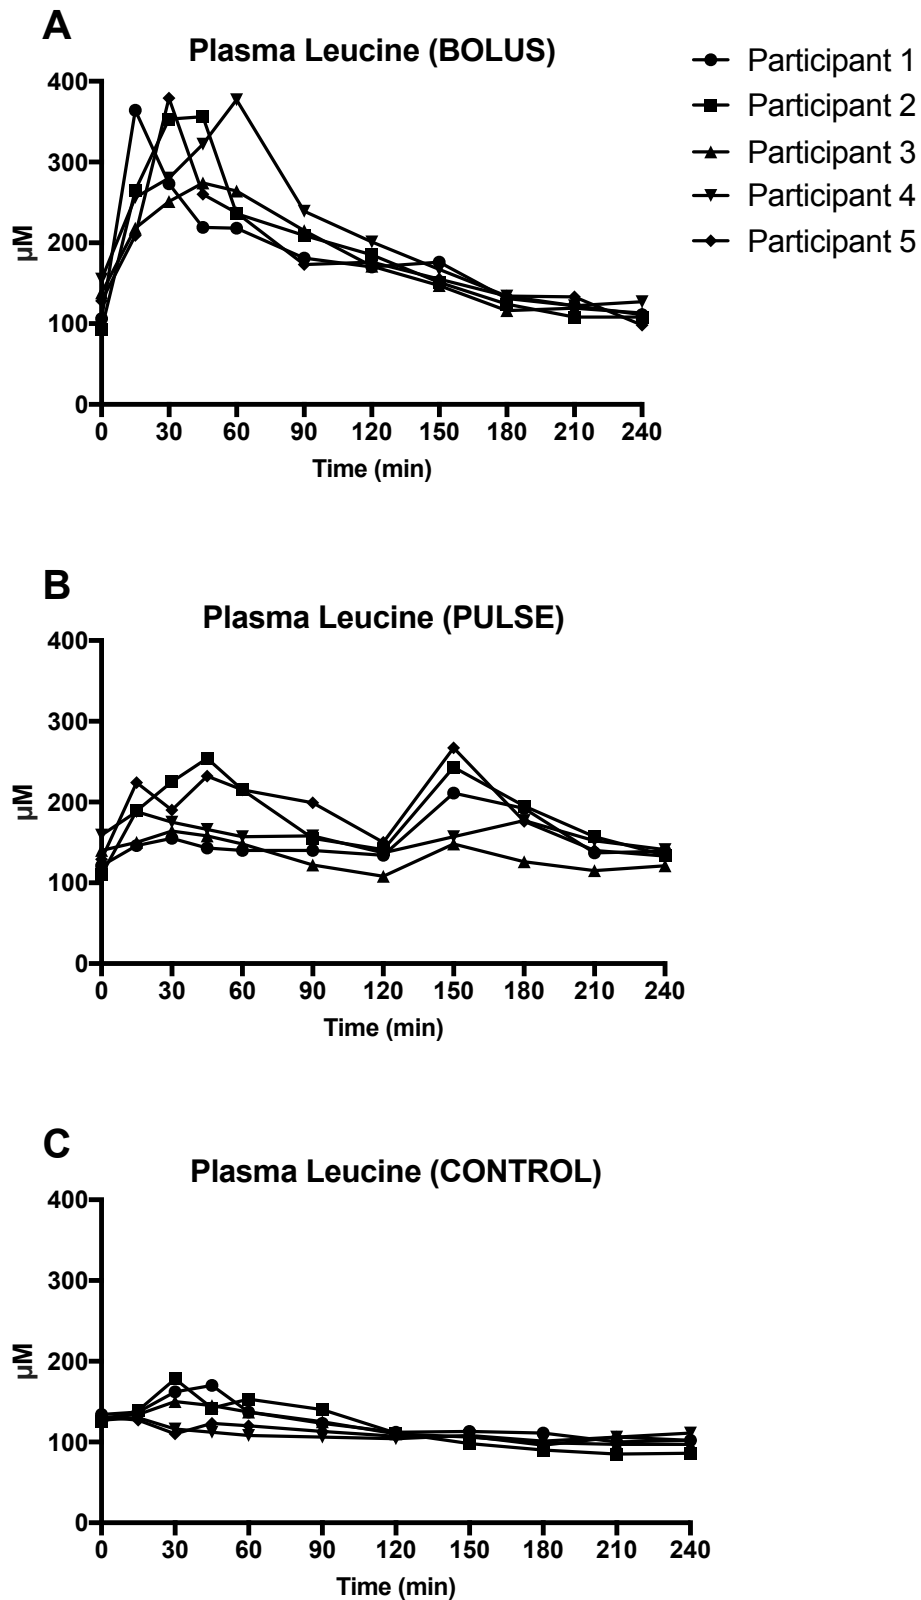 A
Plasma Leucine (BOLUS)
Participant 1
Participant 2
Participant 3
Participant 4
Participant 5
400
300
200
100
0
µM
0 30 60 90 120 150 180 210 240
Time (min)
B
Plasma Leucine (PULSE)
400
300
200
100
0
µM
0 30 60 90 120 150 180 210 240
Time (min)
C
Plasma Leucine (CONTROL)
400
300
200
100
0
µM
0 30 60 90 120 150 180 210 240
Time (min)